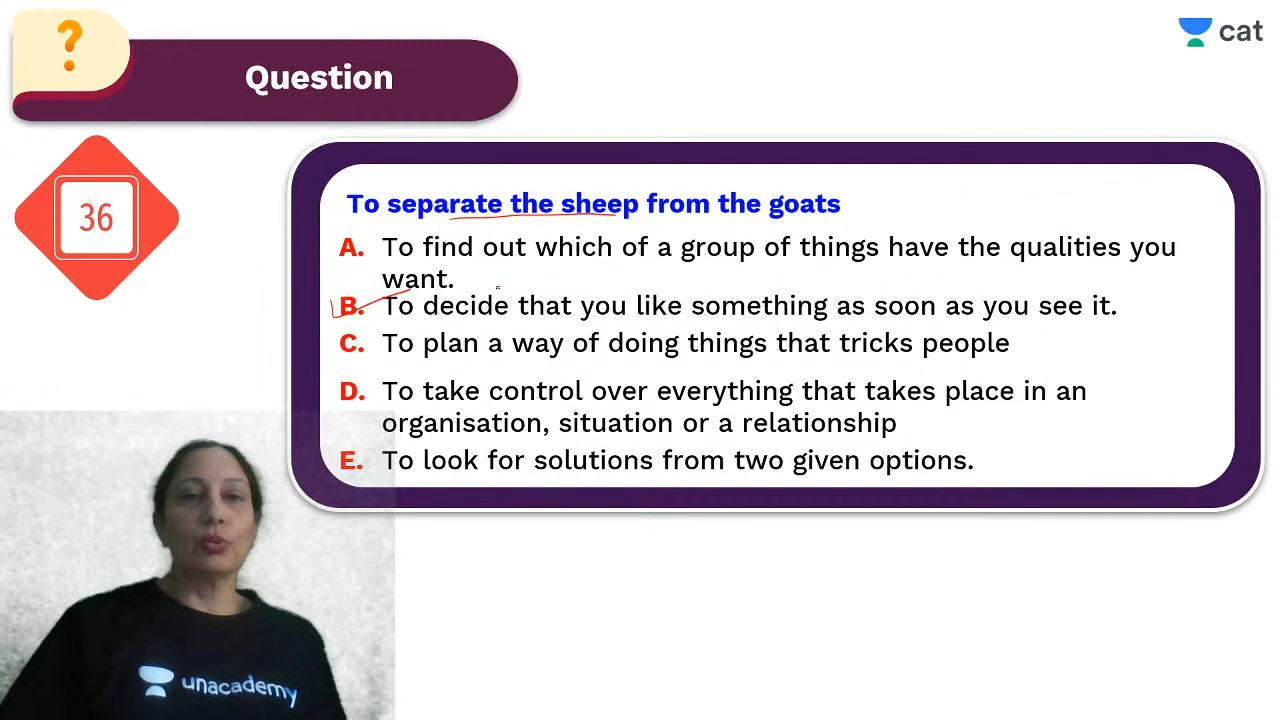 ?
Question
cat
36
To separate the sheep from the goats
A. To find out which of a group of things have the qualities you
want.
B. To decide that you like something as soon as you see it.
C. To plan a way of doing things that tricks people
D. To take control over everything that takes place in an
organisation, situation or a relationship
E. To look for solutions from two given options.
unacademy